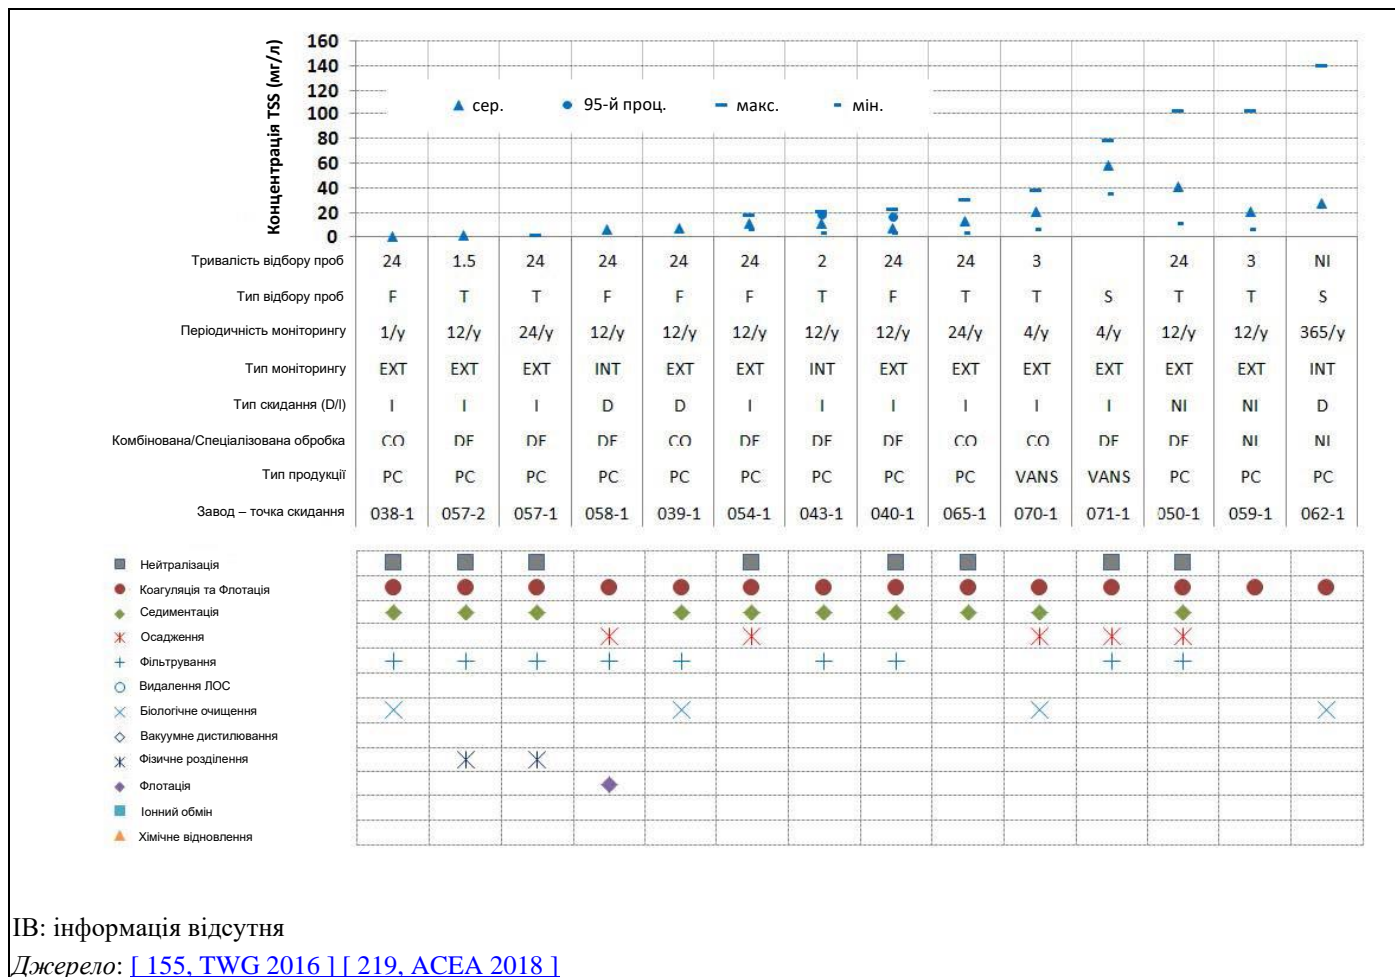 160
140
120
100
80
60
40
20
0
Концентрація TSS (мг/л)
сер. 95-й проц. макс. мін.
Тривалість відбору проб 24 1.5 24 24 24 24 2 24 24 3 24 3 NI
Тип відбору проб F T T F F F T F T T S T T S
Періодичність моніторингу 1/y 12/y 24/y 12/y 12/y 12/y 12/y 12/y 24/y 4/y 4/y 12/y 12/y 365/y
Тип моніторингу EXT EXT EXT INT EXT EXT INT EXT EXT EXT EXT EXT EXT INT
Тип скидання (D/I) I I I D D I I I I I I NI NI D
Комбінована/Спеціалізована обробка CO DE DE DE CO DE DE DE CO CO DE DE NI NI
Тип продукції PC PC PC PC PC PC PC PC PC VANS VANS PC PC PC
Завод – точка скидання 038-1 057-2 057-1 058-1 039-1 054-1 043-1 040-1 065-1 070-1 071-1 050-1 059-1 062-1
Нейтралізація
Коагуляція та Флотація
Седиментація
Осадження
Фільтрування
Видалення ЛОС
Біологічне очищення
Вакуумне дистилювання
Фізичне розділення
Флотація
Іонний обмін
Хімічне відновлення
ІВ: інформація відсутня
Джерело: [ 155, TWG 2016 ] [ 219, ACEA 2018 ]